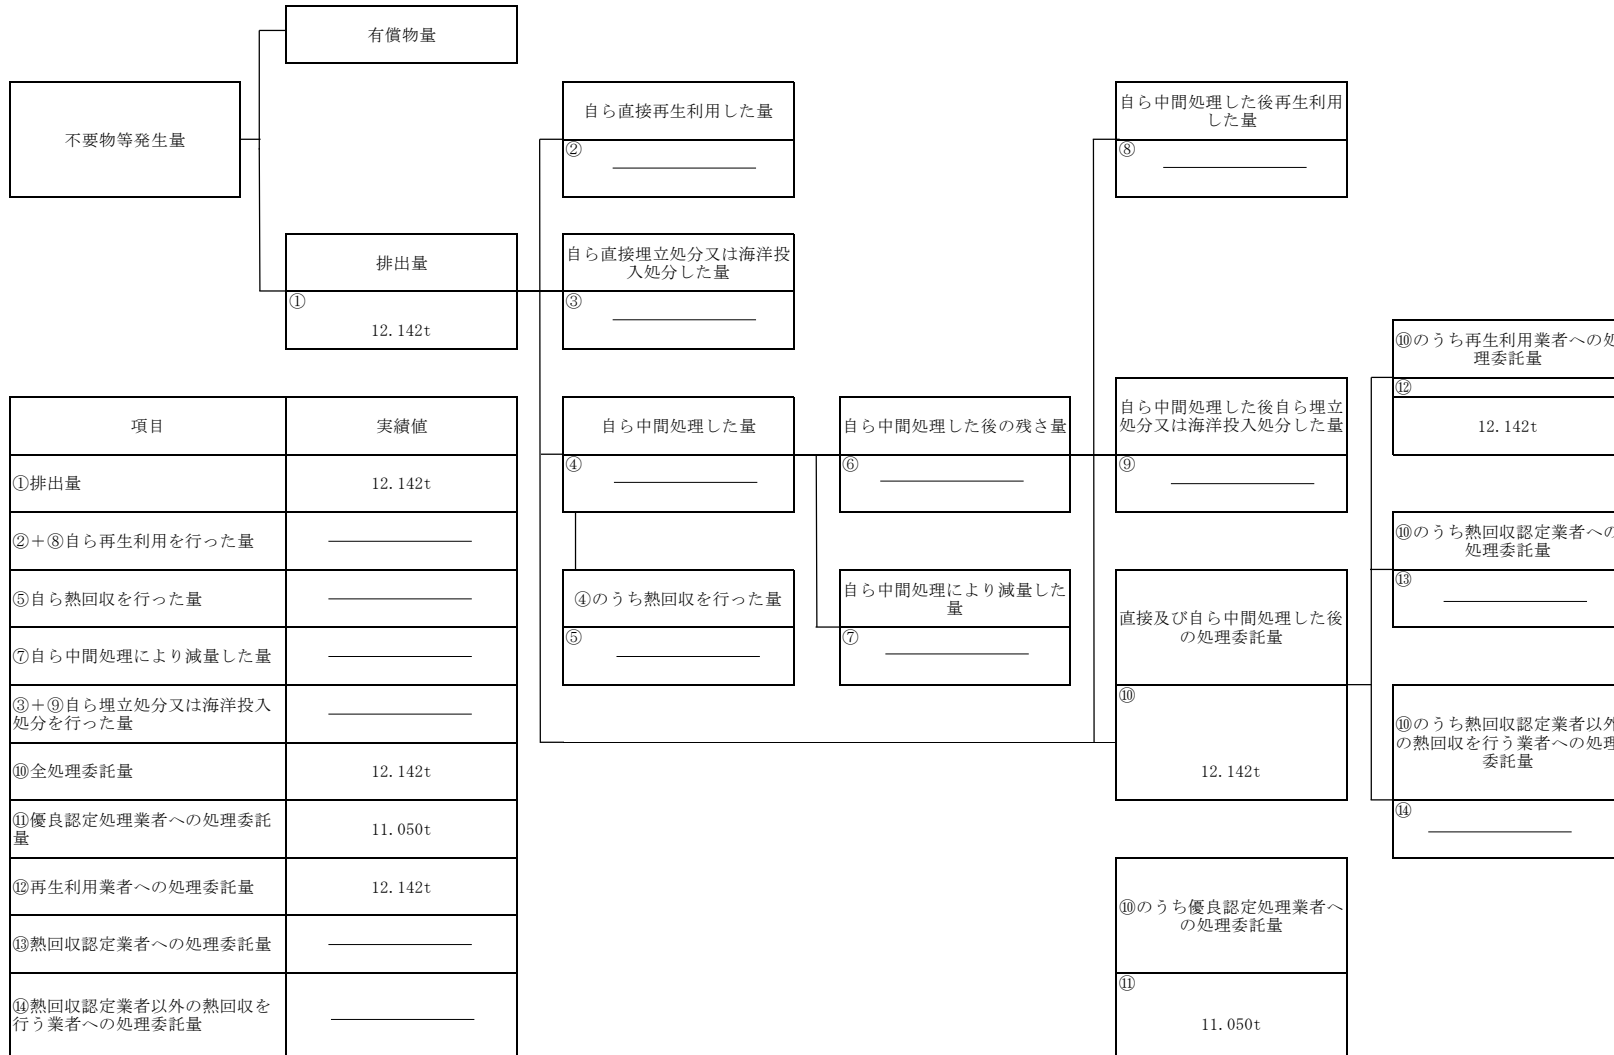 有償物量
不要物等発生量
自ら直接再生利用した量
②
自ら中間処理した後再生利用
した量
⑧
排出量
①
12.142t
自ら直接埋立処分又は海洋投
入処分した量
③
⑩のうち再生利用業者への処
理委託量
⑫
12.142t
項目
実績値
①排出量
12.142t
②+⑧自ら再生利用を行った量
⑤自ら熱回収を行った量
⑦自ら中間処理により減量した量
③+⑨自ら埋立処分又は海洋投入
処分を行った量
⑩全処理委託量
12.142t
⑪優良認定処理業者への処理委託
量
11.050t
⑫再生利用業者への処理委託量
12.142t
⑬熱回収認定業者への処理委託量
⑭熱回収認定業者以外の熱回収を
行う業者への処理委託量
自ら中間処理した量
④
自ら中間処理した後の残さ量
⑥
自ら中間処理した後自ら埋立
処分又は海洋投入処分した量
⑨
④のうち熱回収を行った量
⑤
自ら中間処理により減量した
量
⑦
直接及び自ら中間処理した後
の処理委託量
⑩
12.142t
⑩のうち熱回収認定業者への
処理委託量
⑬
⑩のうち熱回収認定業者以外
の熱回収を行う業者への処理
委託量
⑭
⑩のうち優良認定処理業者へ
の処理委託量
⑪
11.050t